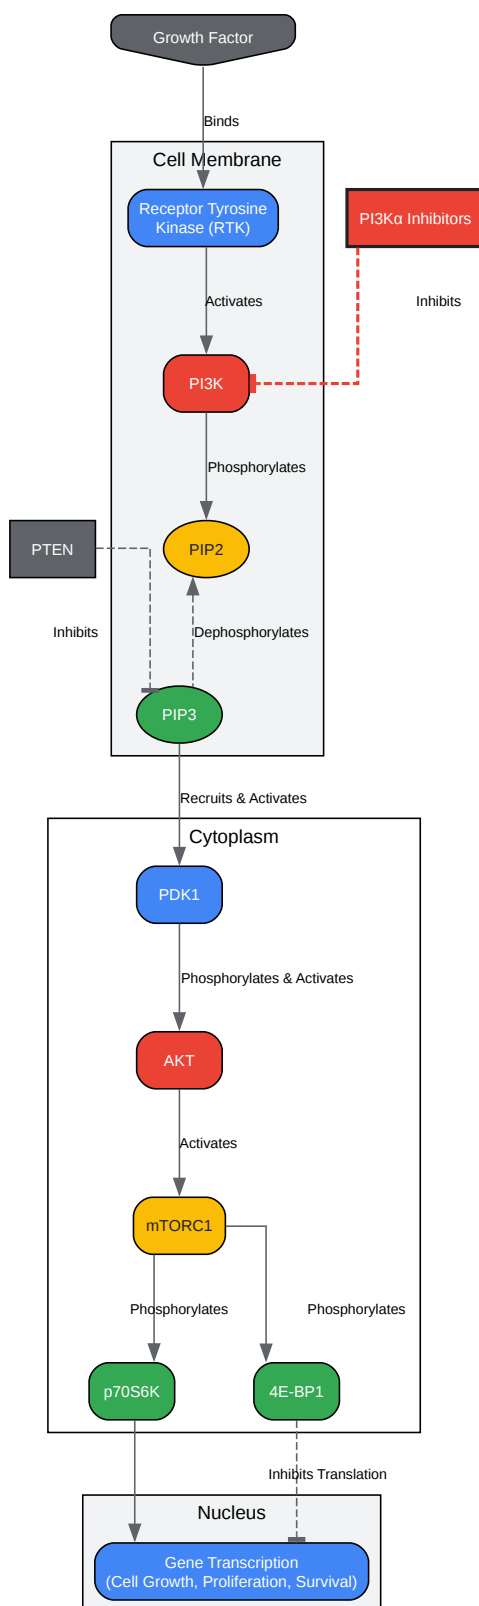 Growth Factor
Binds
Cell Membrane
Receptor Tyrosine
Kinase (RTK)
PI3Kα Inhibitors
Activates
Inhibits
PI3K
Phosphorylates
PTEN
PIP2
Inhibits
Dephosphorylates
PIP3
Recruits & Activates
Cytoplasm
PDK1
Phosphorylates & Activates
AKT
Activates
mTORC1
Phosphorylates
Phosphorylates
p70S6K
4E-BP1
Inhibits Translation
Nucleus
Gene Transcription
(Cell Growth, Proliferation, Survival)